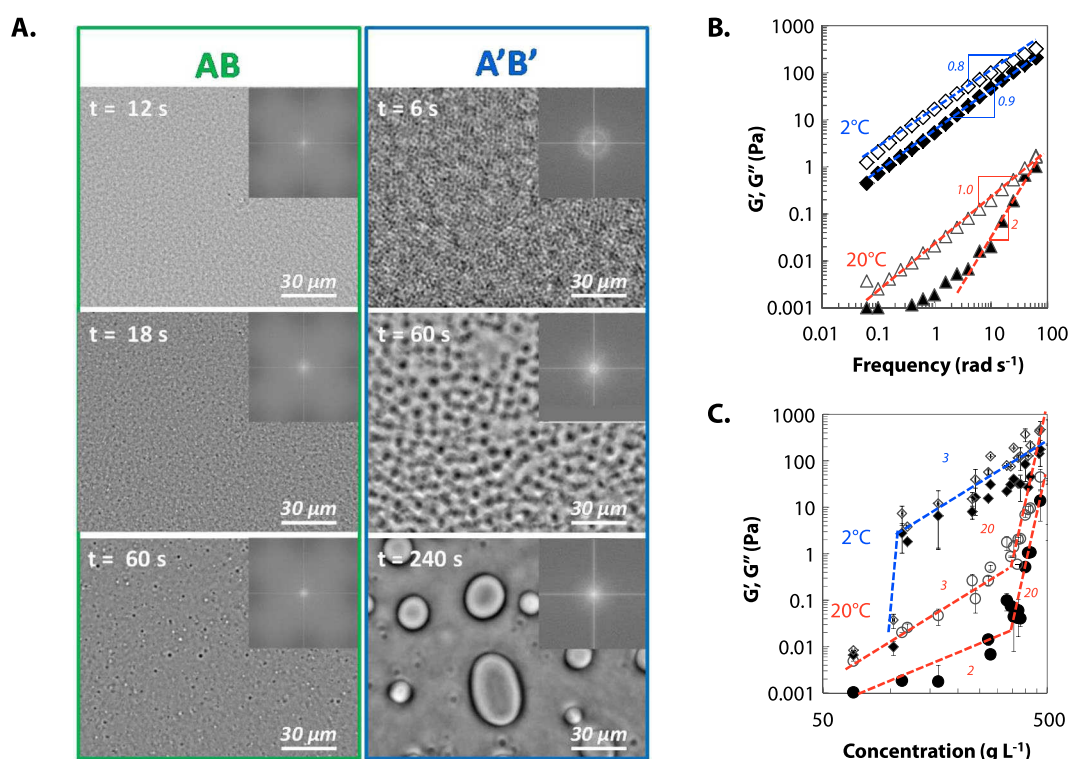 A.
AB
A'B'
t = 12 s
30 µm
t = 6 s
30 µm
t = 18 s
30 µm
t = 60 s
30 µm
t = 60 s
30 µm
t = 240 s
30 µm
B.
G', G'' (Pa)
1000
100
10
1
0.1
0.01
0.001
0.8
0.9
2°C
1.0
2
20°C
0.01
0.1
1
10
100
Frequency (rad s-1)
C.
G', G'' (Pa)
1000
100
10
1
0.1
0.01
0.001
3
2°C
20
3
20°C
20
2
50
500
Concentration (g L-1)